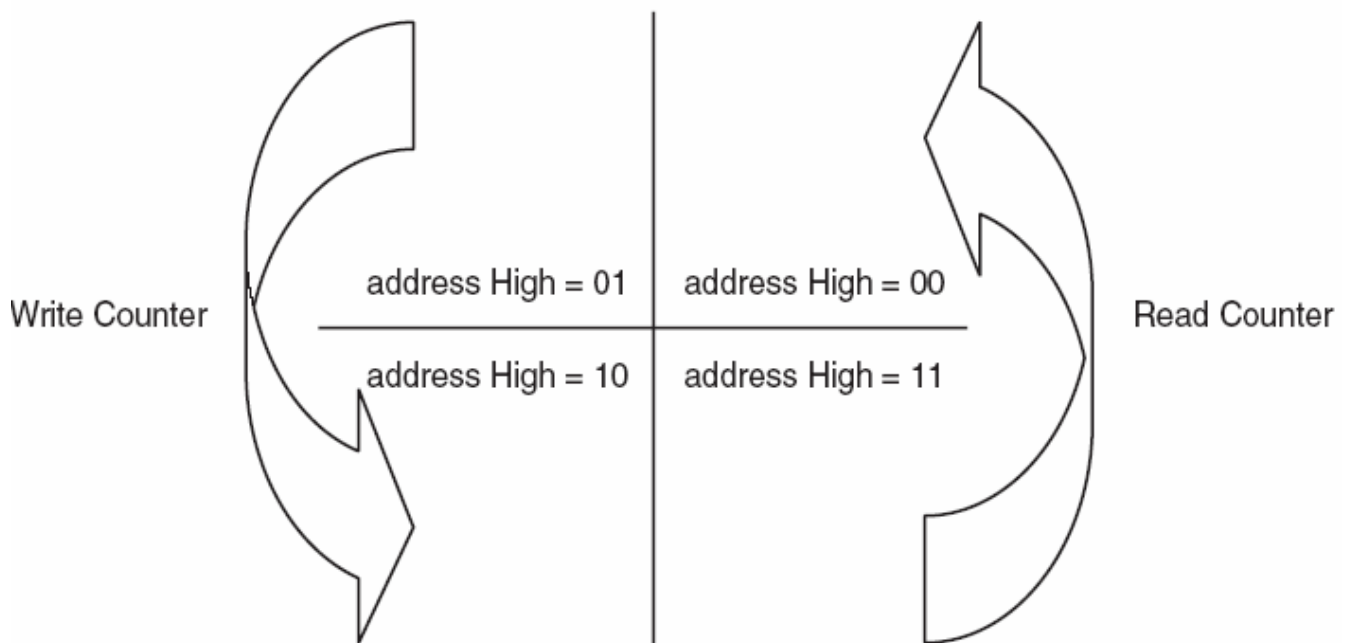 address High = 01
address High = 00
Write Counter
Read Counter
address High = 10
address High = 11